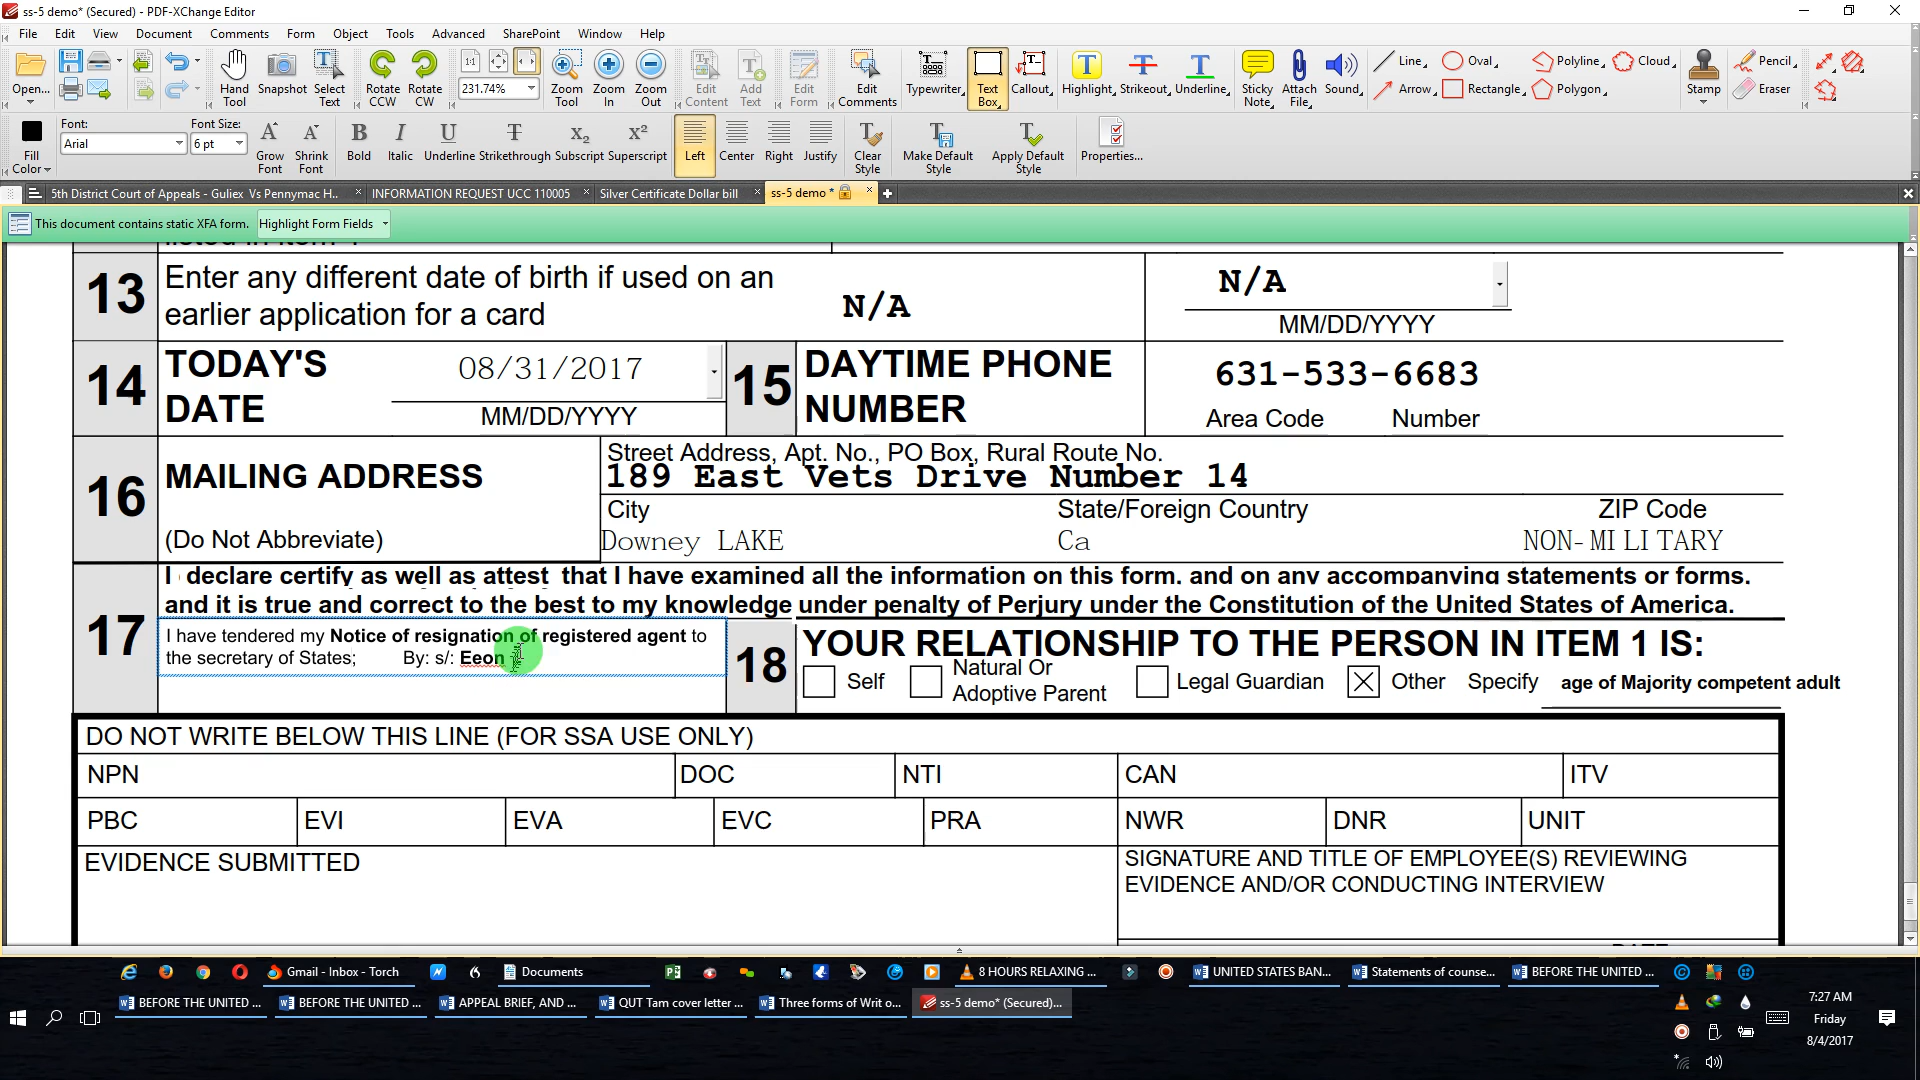 ss-5 demo* (Secured) - PDF-XChange Editor
File Edit View Document Comments Form Object Tools Advanced SharePoint Window Help
Open... 231.74%
Hand Tool Snapshot Select Text Rotate CCW Rotate CW 1:1 Zoom Tool Zoom In Zoom Out Edit Content Add Text Edit Form Edit Comments Typewriter Text Box Callout Highlight Strikeout Underline Sticky Note Attach File Sound Line Arrow Oval Rectangle Polyline Polygon Cloud Stamp Pencil Eraser
Fill Color Font: Arial Font Size: 6 pt Grow Font Shrink Font Bold Italic Underline Strikethrough Subscript Superscript Left Center Right Justify Clear Style Make Default Style Apply Default Style Properties...
5th District Court of Appeals - Guliex Vs Pennymac H.. INFORMATION REQUEST UCC 110005 Silver Certificate Dollar bill ss-5 demo *
This document contains static XFA form. Highlight Form Fields
13 Enter any different date of birth if used on an
earlier application for a card
N/A
N/A
MM/DD/YYYY
14 TODAY'S
DATE
08/31/2017
MM/DD/YYYY
15 DAYTIME PHONE
NUMBER
631-533-6683
Area Code Number
16 MAILING ADDRESS
(Do Not Abbreviate)
Street Address, Apt. No., PO Box, Rural Route No.
189 East Vets Drive Number 14
City State/Foreign Country ZIP Code
Downey LAKE Ca NON-MILITARY
17 I declare certify as well as attest that I have examined all the information on this form, and on any accompanying statements or forms,
and it is true and correct to the best to my knowledge under penalty of Perjury under the Constitution of the United States of America.
I have tendered my Notice of resignation of registered agent to
the secretary of States; By: s/: Eeon
18 YOUR RELATIONSHIP TO THE PERSON IN ITEM 1 IS:
Self Natural Or Adoptive Parent Legal Guardian Other Specify age of Majority competent adult
DO NOT WRITE BELOW THIS LINE (FOR SSA USE ONLY)
NPN DOC NTI CAN ITV
PBC EVI EVA EVC PRA NWR DNR UNIT
EVIDENCE SUBMITTED
SIGNATURE AND TITLE OF EMPLOYEE(S) REVIEWING
EVIDENCE AND/OR CONDUCTING INTERVIEW
Gmail - Inbox - Torch Documents 8 HOURS RELAXING ... UNITED STATES BAN... Statements of counse... BEFORE THE UNITED ...
BEFORE THE UNITED ... BEFORE THE UNITED ... APPEAL BRIEF, AND ... QUT Tam cover letter ... Three forms of Writ o... ss-5 demo* (Secured)...
7:27 AM
Friday
8/4/2017